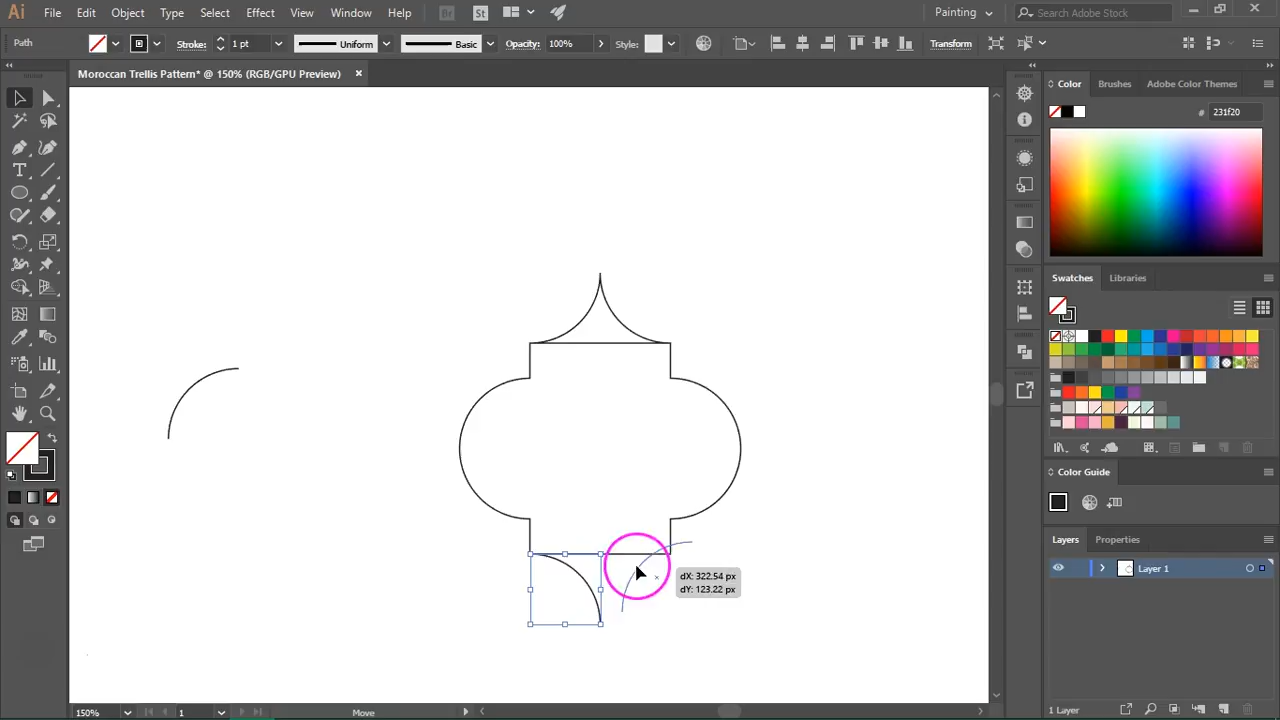 Ai File Edit Object Type Select Effect View Window Help Br St Painting Search Adobe Stock
Path Stroke: 1 pt Uniform Basic Opacity: 100% Style: Transform
Moroccan Trellis Pattern* @ 150% (RGB/GPU Preview) ×
Color Brushes Adobe Color Themes
# 231f20
Swatches Libraries
Color Guide
dX: 322.54 px
dY: 123.22 px
Layers Properties
Layer 1
1 Layer
150% 1 Move